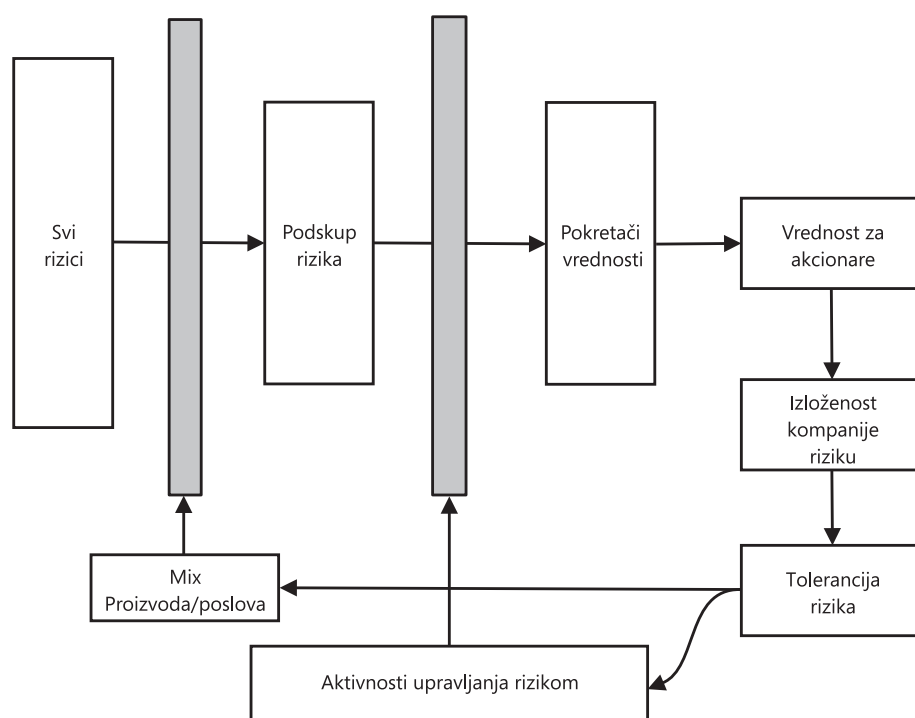 Svi
rizici
Podskup
rizika
Pokretači
vrednosti
Vrednost za
akcionare
Izloženost
kompanije
riziku
Tolerancija
rizika
Mix
Proizvoda/poslova
Aktivnosti upravljanja rizikom